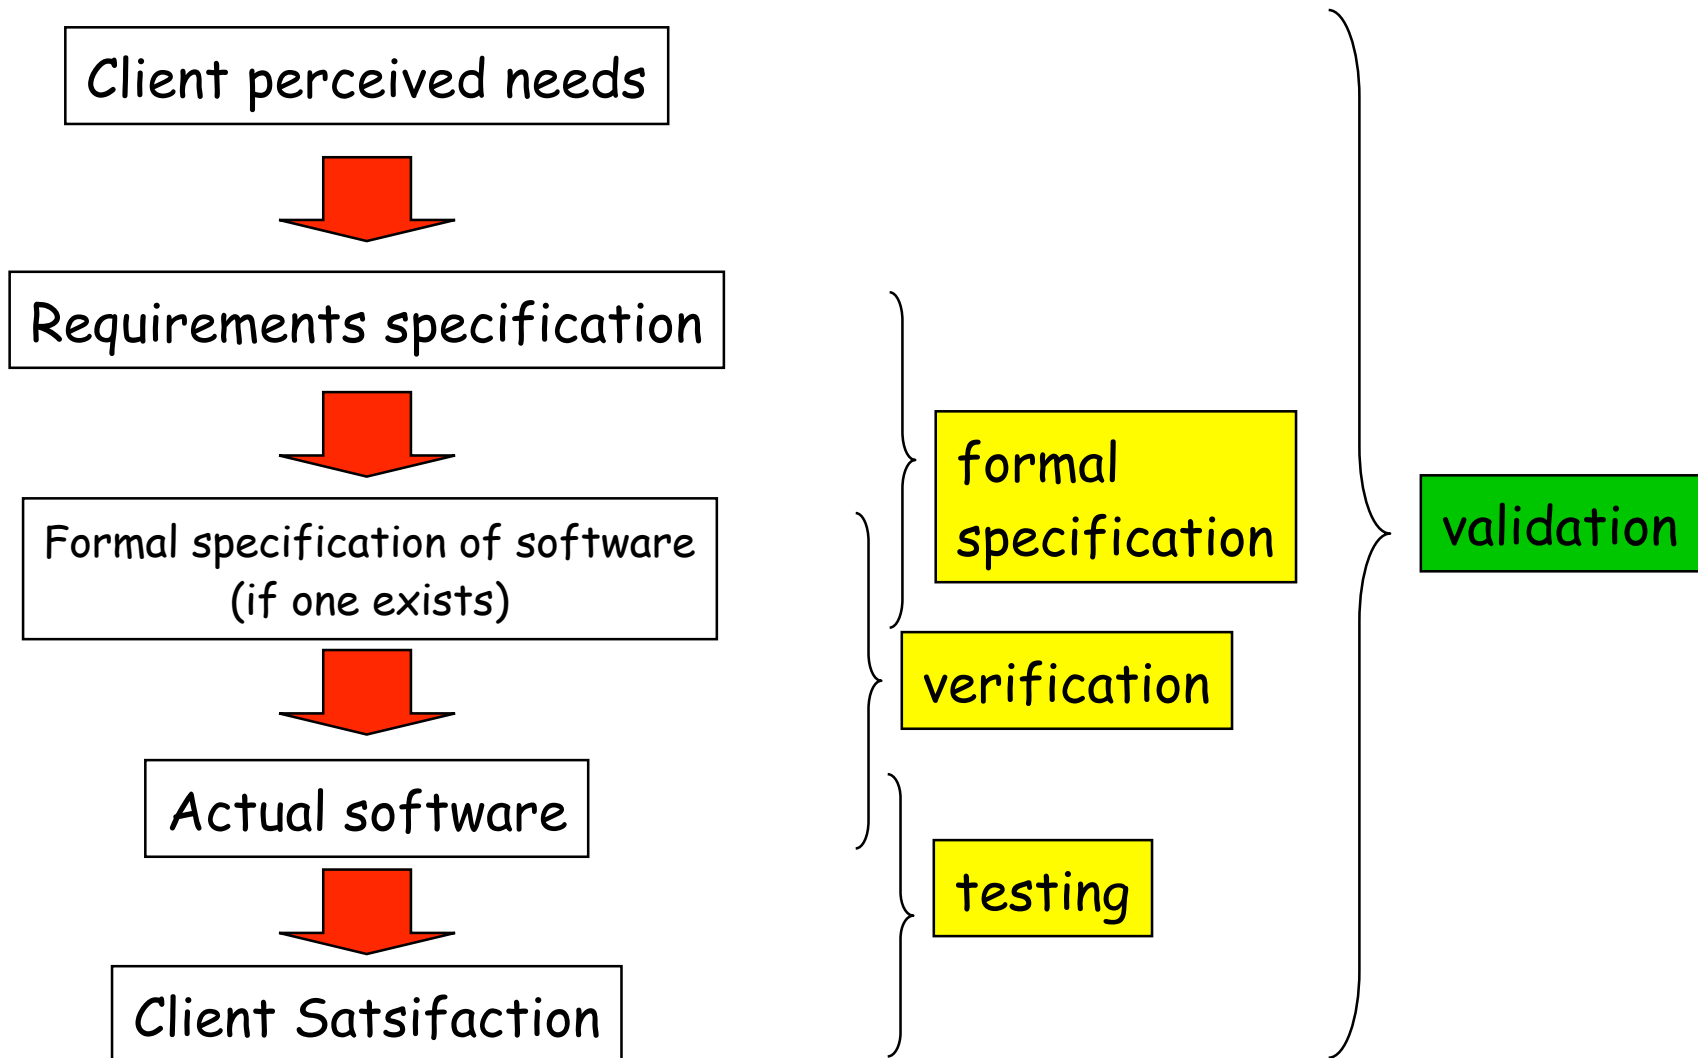 Client perceived needs
Requirements specification
Formal specification of software
(if one exists)
Actual software
Client Satsifaction
formal
specification
verification
testing
validation